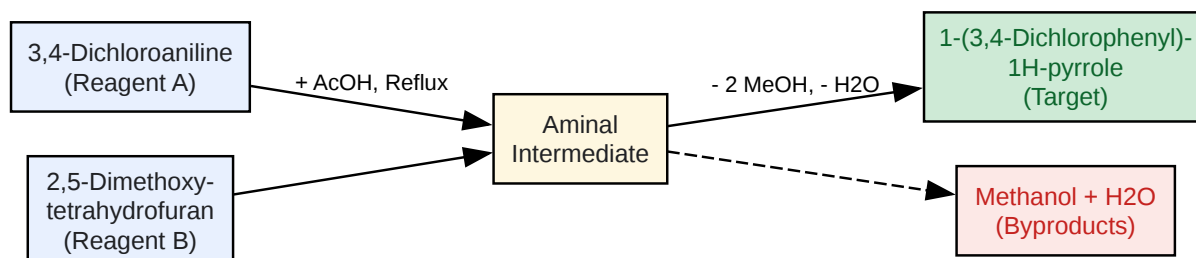 3,4-Dichloroaniline
(Reagent A)
+ AcOH, Reflux
2,5-Dimethoxy-
tetrahydrofuran
(Reagent B)
Aminal
Intermediate
- 2 MeOH, - H2O
1-(3,4-Dichlorophenyl)-
1H-pyrrole
(Target)
Methanol + H2O
(Byproducts)